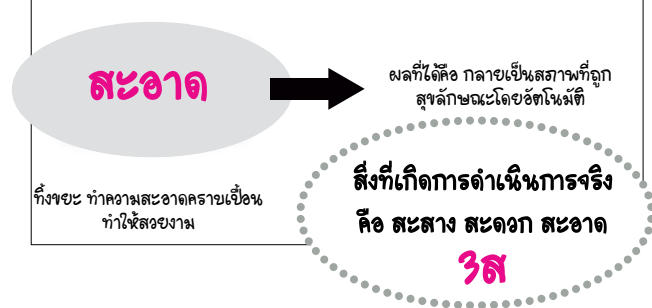 สะอาด
ผลที่ได้คือ กลายเป็นสภาพที่ถูก
สุขลักษณะโดยอัตโนมัติ
ทิ้งขยะ ทำความสะอาดคราบเปื้อน
ทำให้สวยงาม
สิ่งที่เกิดการดำเนินการจริง
คือ สะสาง สะดวก สะอาด
3ส